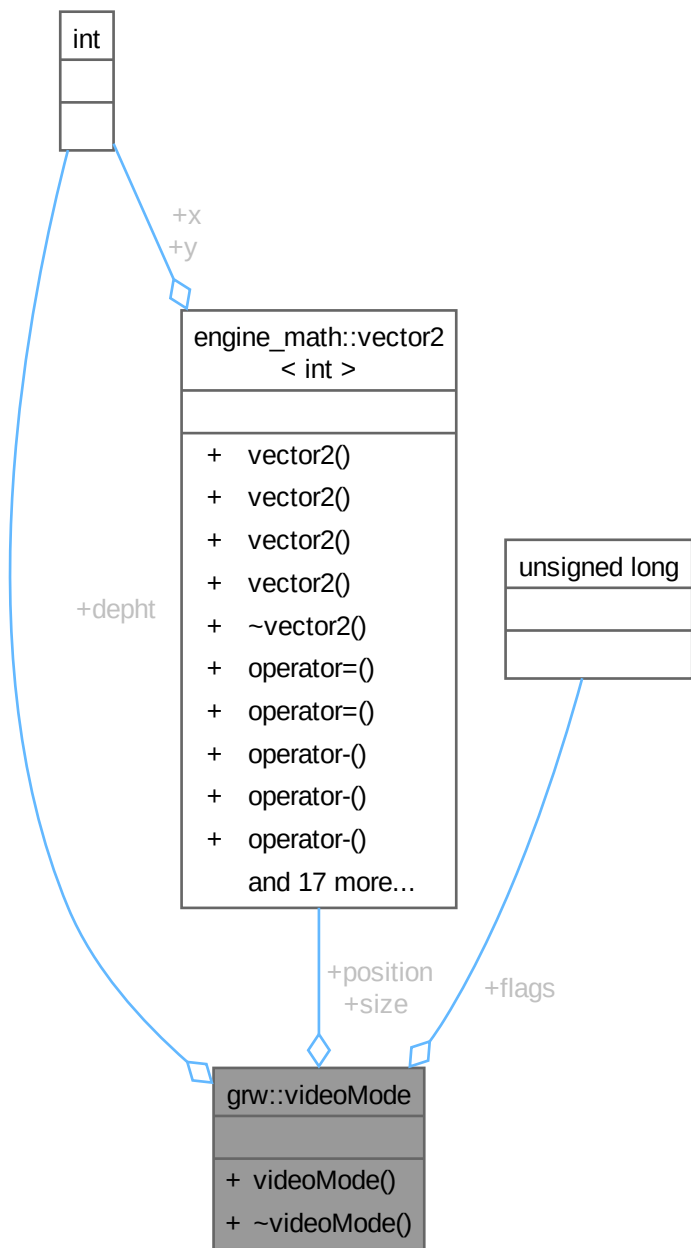 int
+x
+y
engine_math::vector2
< int >
+ vector2()
+ vector2()
+ vector2()
+ vector2()
+ ~vector2()
+ operator=()
+ operator=()
+ operator-()
+ operator-()
+ operator-()
and 17 more...
unsigned long
+depht
+position
+size
+flags
grw::videoMode
+ videoMode()
+ ~videoMode()